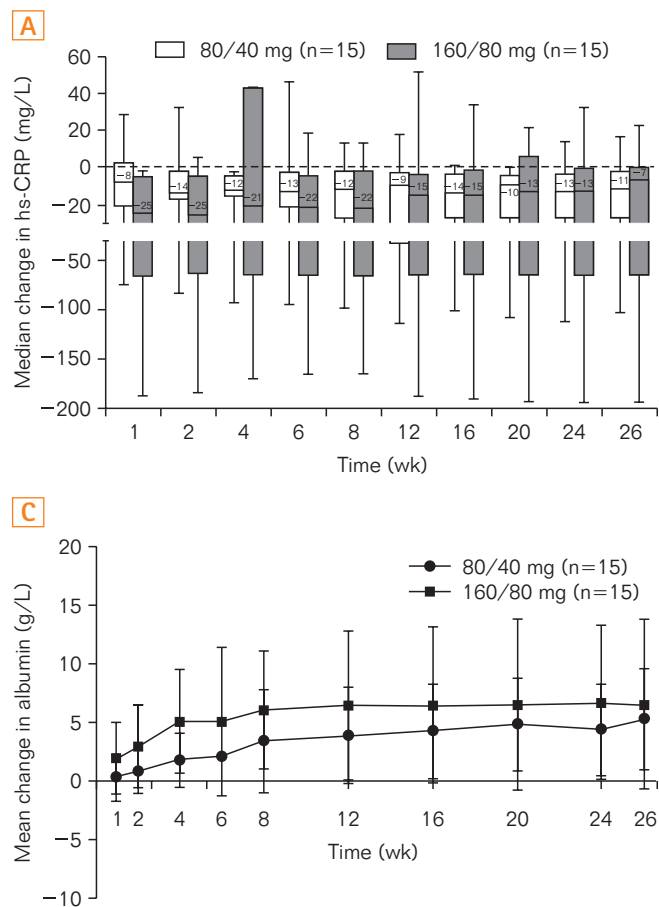 A
80/40 mg (n=15) 160/80 mg (n=15)
Median change in hs-CRP (mg/L)
60
40
20
0
−20
−50
−100
−150
−200
−8 −25 −14 −25 −12 −21 −13 −22 −12 −22 −9 −15 −14 −15 −10 −13 −13 −13 −11 −7
1 2 4 6 8 12 16 20 24 26
Time (wk)
C
Mean change in albumin (g/L)
20
15
10
5
0
−5
−10
80/40 mg (n=15)
160/80 mg (n=15)
1 2 4 6 8 12 16 20 24 26
Time (wk)